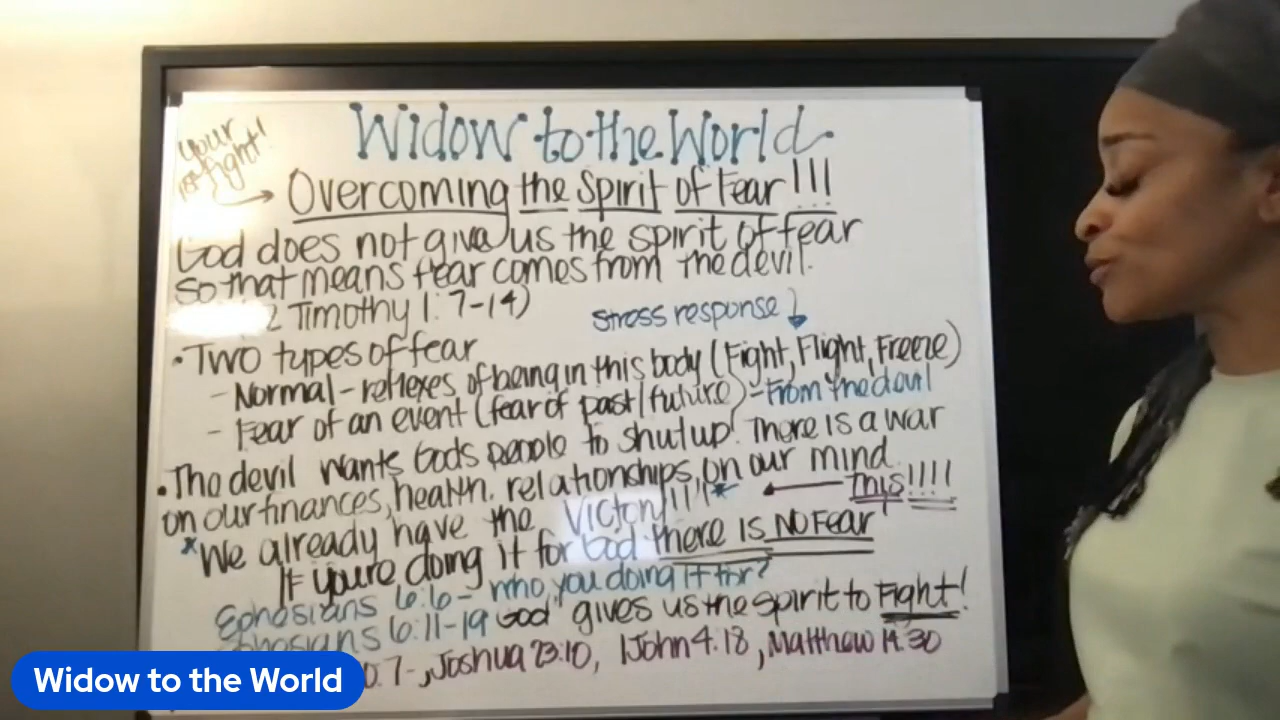 Widow to the World
your
fight!
Overcoming the Spirit of Fear!!!
God does not give us the spirit of fear
so that means fear comes from the devil.
2 Timothy 1:7-14)
Stress response
• Two types of fear
- Normal - reflexes of being in this body (Fight, Flight, Freeze)
- Fear of an event (fear of past/future) - From the devil
• The devil wants Gods people to shut up! There is a war
on our finances, health, relationships, on our mind.
* We already have the Victory!!!! * This!!!!
If youre doing it for God there is NO Fear!
Ephesians 6:6 - who you doing it for?
Ephesians 6:11-19 God gives us the spirit to Fight!
0:7-, Joshua 23:10, 1 John 4:18, Matthew 14:30
Widow to the World